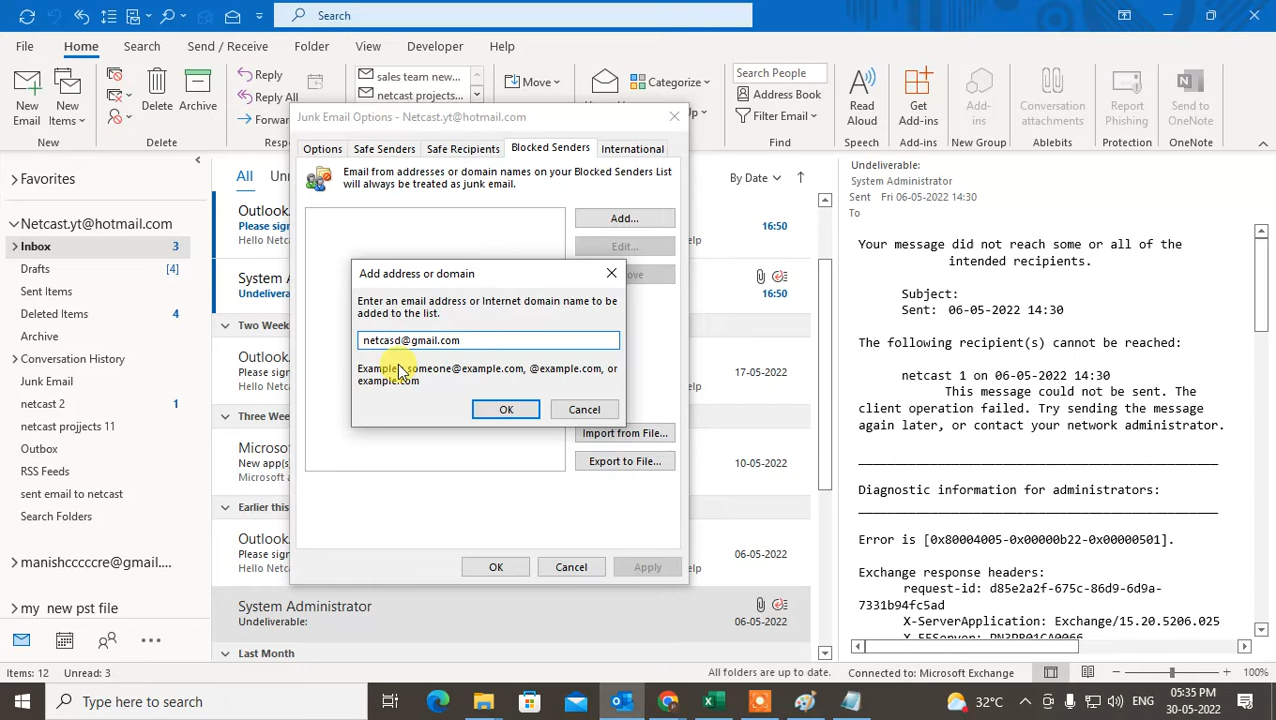 Search
File
Home
Search
Send / Receive
Folder
View
Developer
Help
New
Email
New
Items
New
Delete
Archive
Delete
Reply
Reply All
Forward
sales team new...
netcast projects...
Move
Categorize
Search People
Address Book
Filter Email
Find
Read
Aloud
Speech
Get
Add-ins
Add-ins
Add-
ins
New Group
Conversation
attachments
Report
Phishing
Protection
Send to
OneNote
OneNote
Favorites
Netcast.yt@hotmail.com
Inbox 3
Drafts [4]
Sent Items
Deleted Items 4
Archive
Conversation History
Junk Email
netcast 2 1
netcast projjects 11
Outbox
RSS Feeds
sent email to netcast
Search Folders
manishcccccre@gmail....
my new pst file
All
By Date
16:50
System A
16:50
Two Week
17-05-2022
Three Week
10-05-2022
Earlier this
06-05-2022
System Administrator
Undeliverable: 06-05-2022
Last Month
Junk Email Options - Netcast.yt@hotmail.com
Options
Safe Senders
Safe Recipients
Blocked Senders
International
Email from addresses or domain names on your Blocked Senders List
will always be treated as junk email.
Add...
Edit...
Add address or domain
Enter an email address or Internet domain name to be
added to the list.
netcasd@gmail.com
someone@example.com, @example.com, or
example.com
OK
Cancel
Import from File...
Export to File...
OK
Cancel
Apply
Undeliverable:
System Administrator
Sent Fri 06-05-2022 14:30
To
Your message did not reach some or all of the
intended recipients.
Subject:
Sent: 06-05-2022 14:30
The following recipient(s) cannot be reached:
netcast 1 on 06-05-2022 14:30
This message could not be sent. The
client operation failed. Try sending the message
again later, or contact your network administrator.
Diagnostic information for administrators:
Error is [0x80004005-0x00000b22-0x00000501].
Exchange response headers:
request-id: d85e2a2f-675c-86d9-6d9a-
7331b94fc5ad
X-ServerApplication: Exchange/15.20.5206.025
Items: 12 Unread: 3
All folders are up to date.
Connected to: Microsoft Exchange
100%
Type here to search
32°C
ENG
05:35 PM
30-05-2022